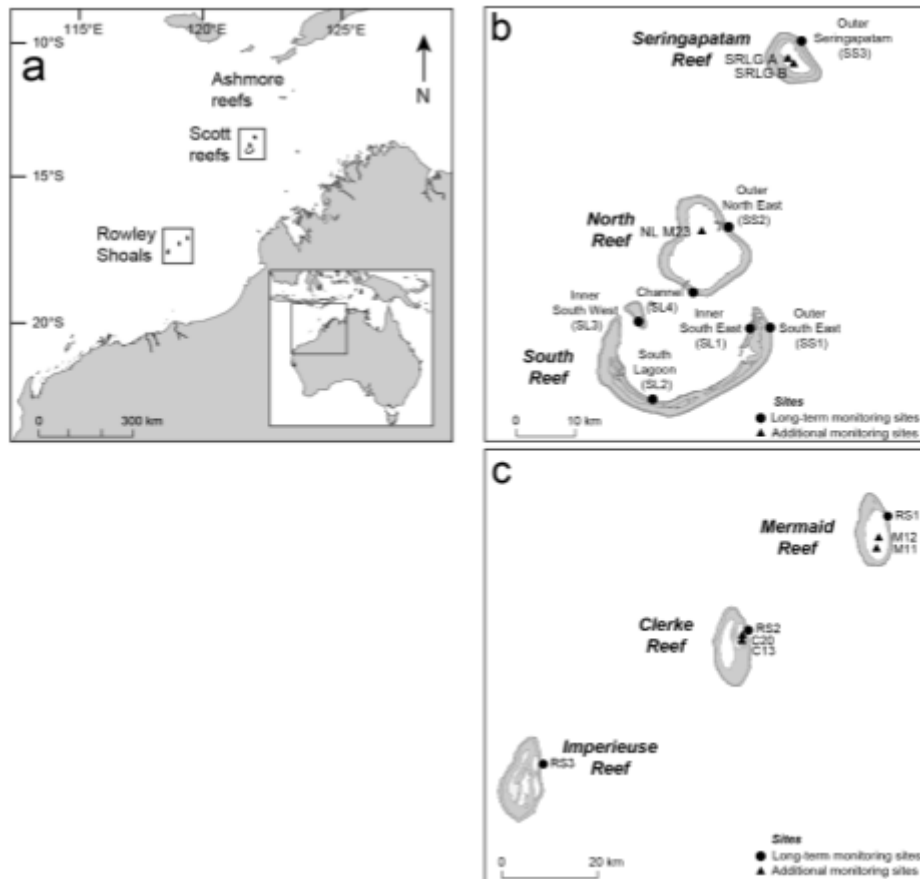 115°E 120°E 125°E
10°S
15°S
20°S
a
N
Ashmore
reefs
Scott
reefs
Rowley
Shoals
0 300 km
b
Seringapatam
Reef
Outer
Seringapatam
(SS3)
SRLG A
SRLG B
North
Reef
NL M23
Outer
North East
(SS2)
Channel
(SL4)
Inner
South West
(SL3)
Inner
South East
(SL1)
Outer
South East
(SS1)
South
Reef
South
Lagoon
(SL2)
Sites
Long-term monitoring sites
Additional monitoring sites
0 10 km
c
Mermaid
Reef
RS1
M12
M11
Clerke
Reef
RS2
C20
C13
Imperieuse
Reef
RS3
Sites
Long-term monitoring sites
Additional monitoring sites
0 20 km